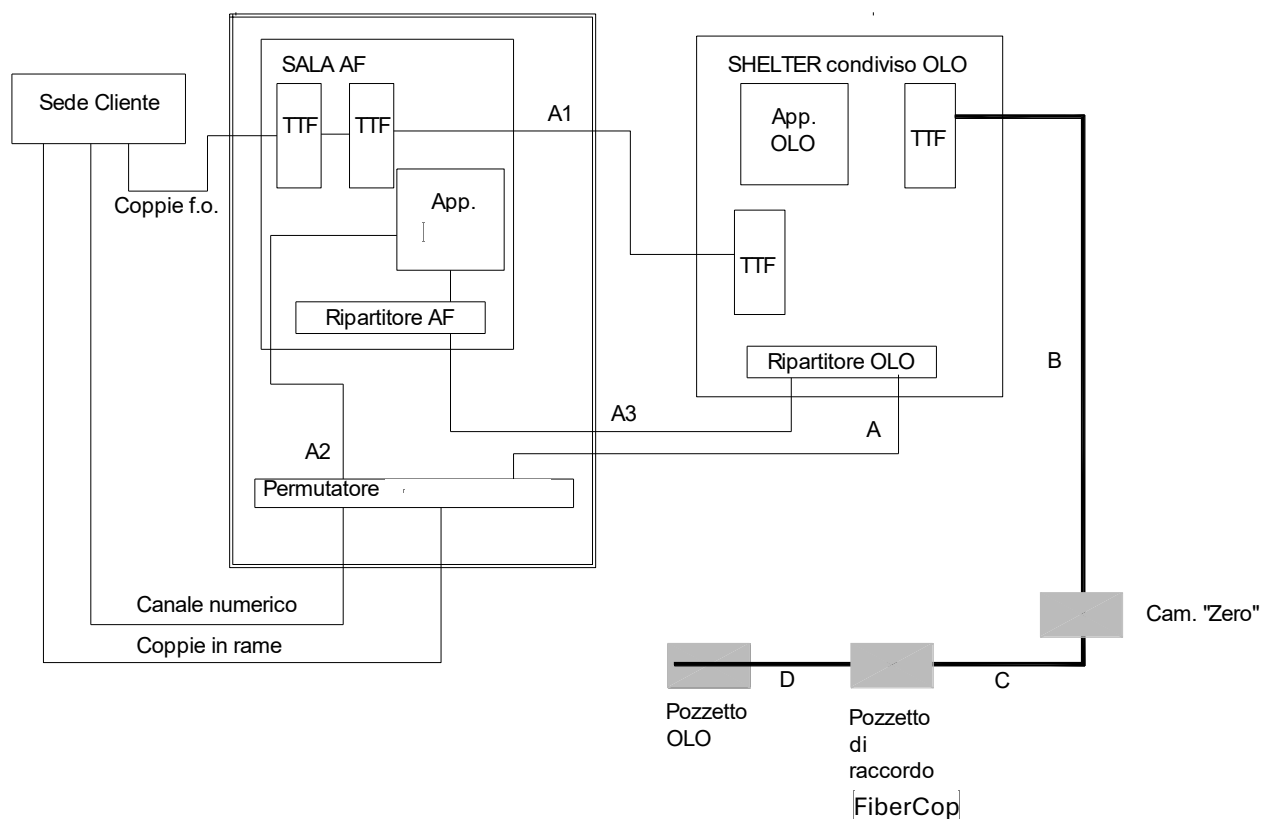 SALA AF
SHELTER condiviso OLO
Sede Cliente
TTF
TTF
A1
App.
OLO
TTF
Coppie f.o.
App.
TTF
Ripartitore AF
Ripartitore OLO
B
A3
A
A2
Permutatore
Canale numerico
Coppie in rame
Cam. "Zero"
D
C
Pozzetto
OLO
Pozzetto
di
raccordo
FiberCop